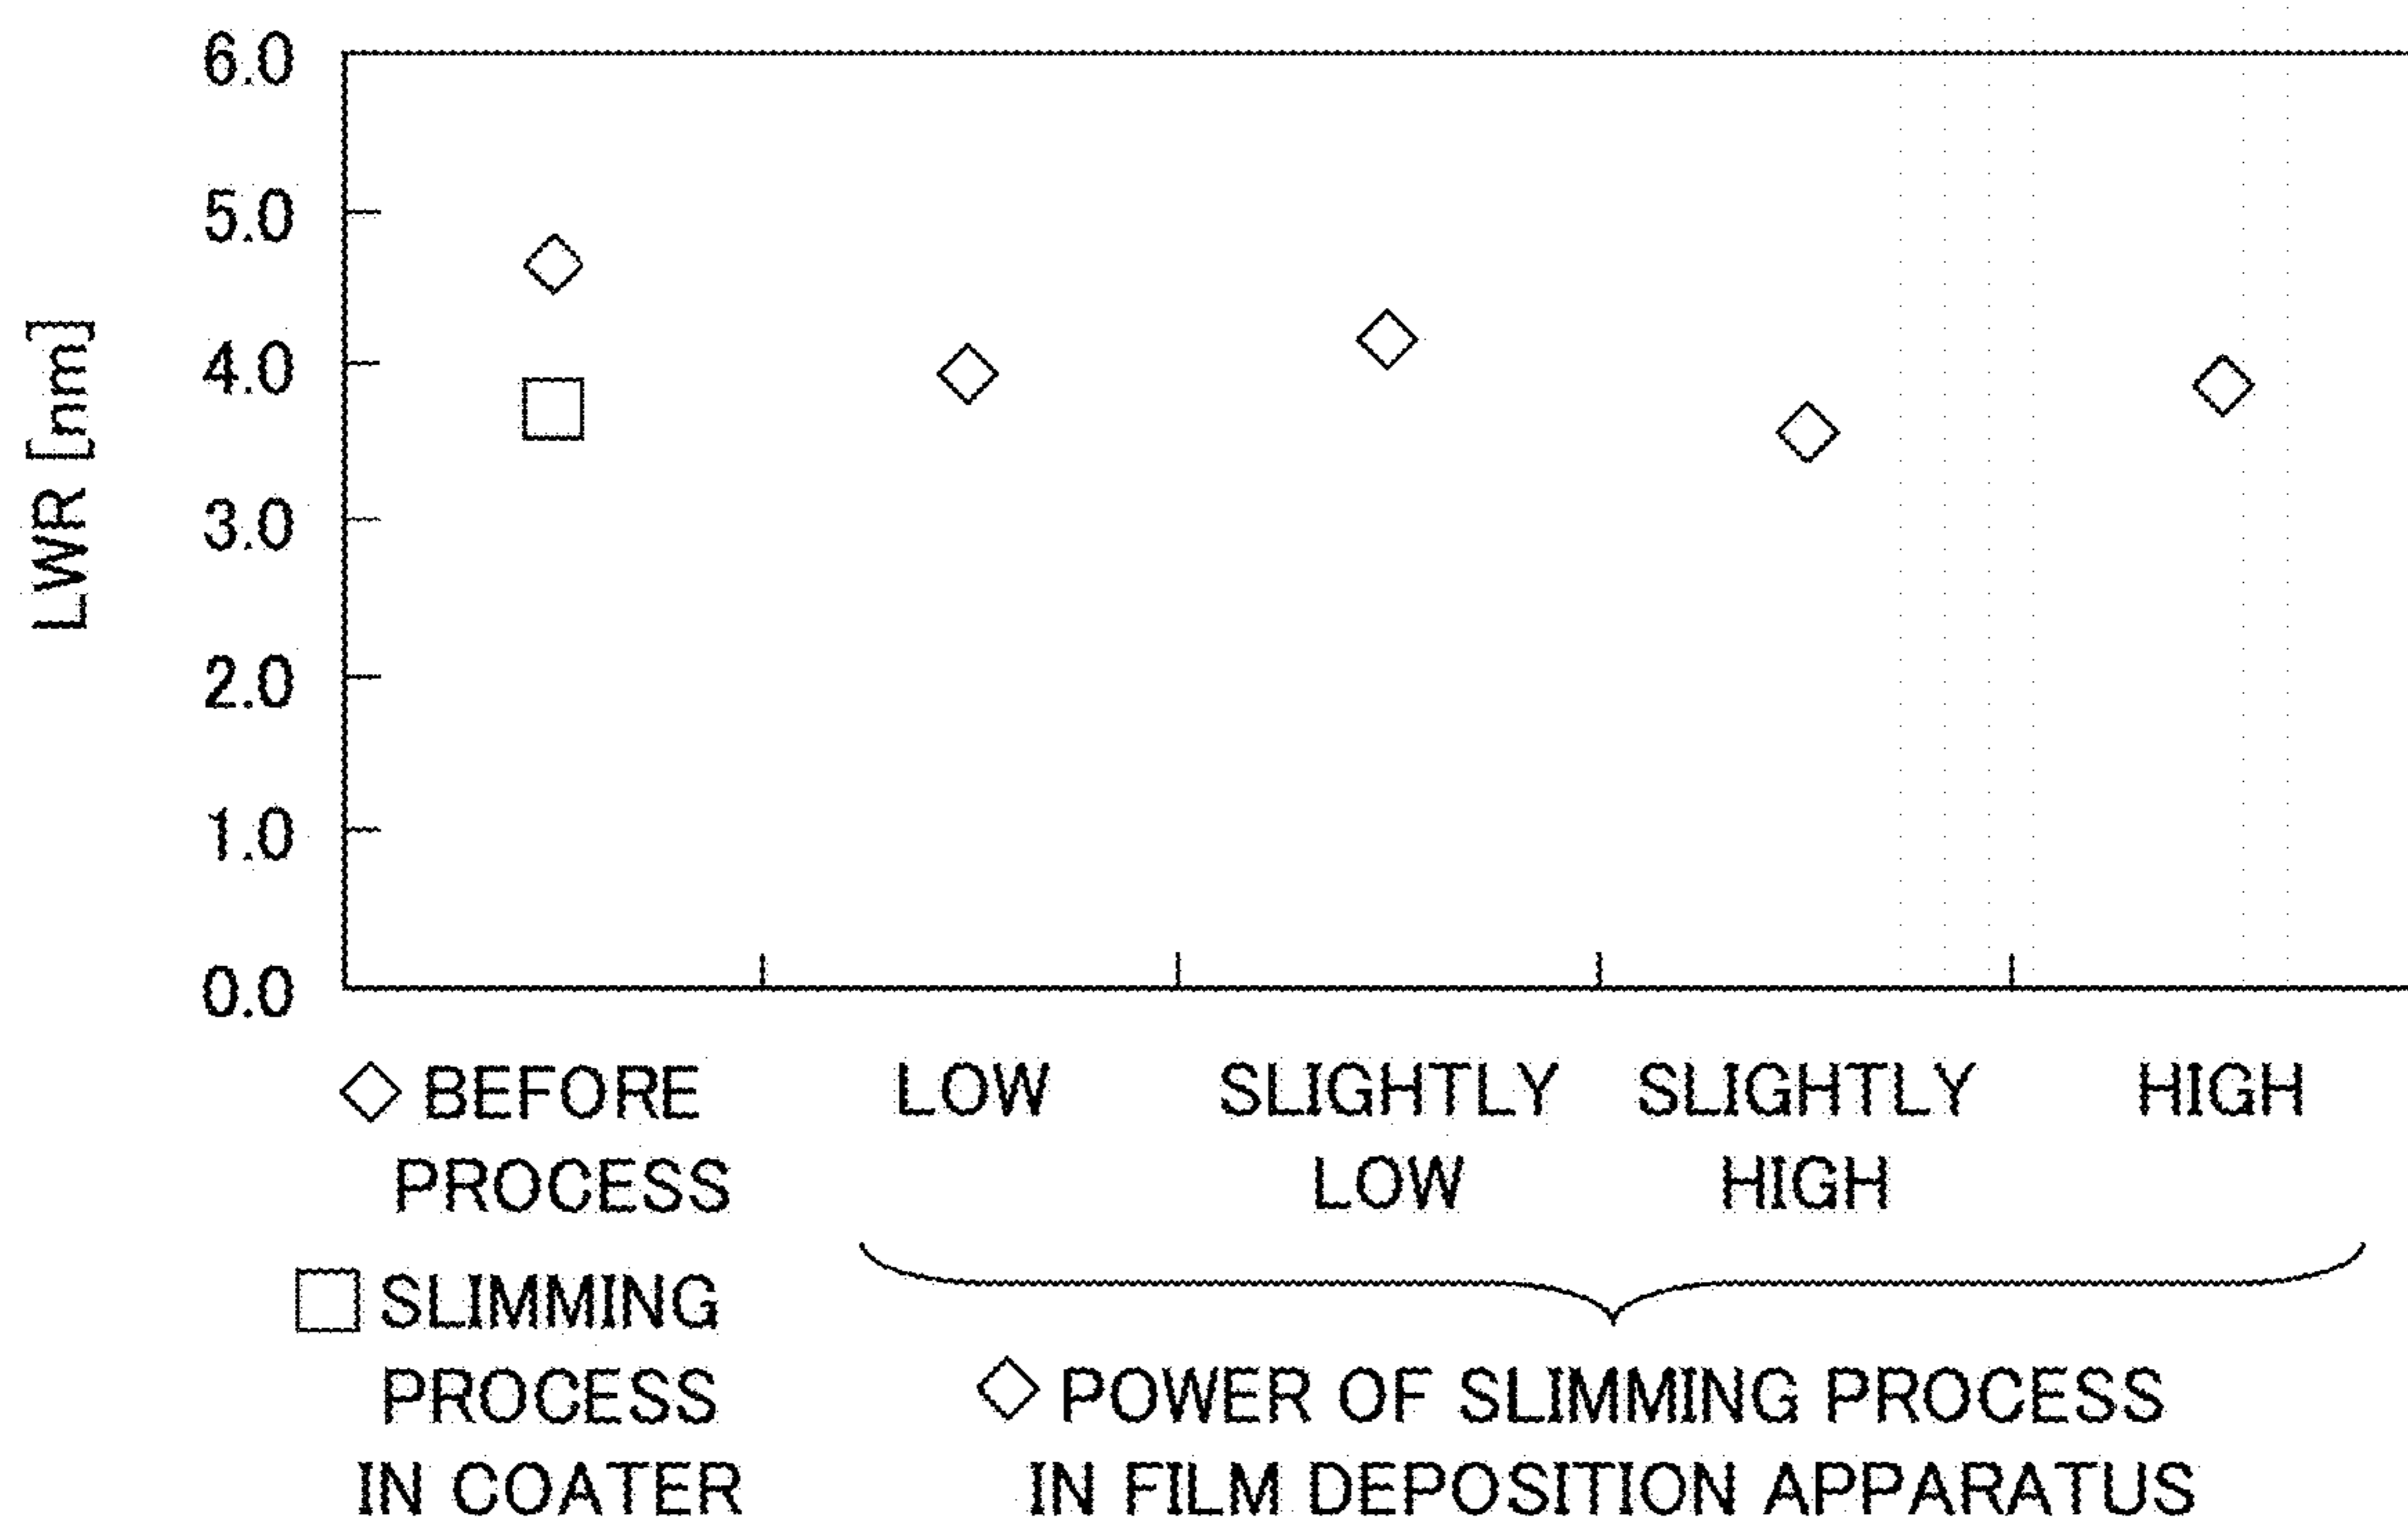 6.0
5.0
4.0
3.0
2.0
1.0
0.0
LWR [nm]
BEFORE
PROCESS
SLIMMING
PROCESS
IN COATER
LOW
SLIGHTLY
LOW
SLIGHTLY
HIGH
HIGH
POWER OF SLIMMING PROCESS
IN FILM DEPOSITION APPARATUS